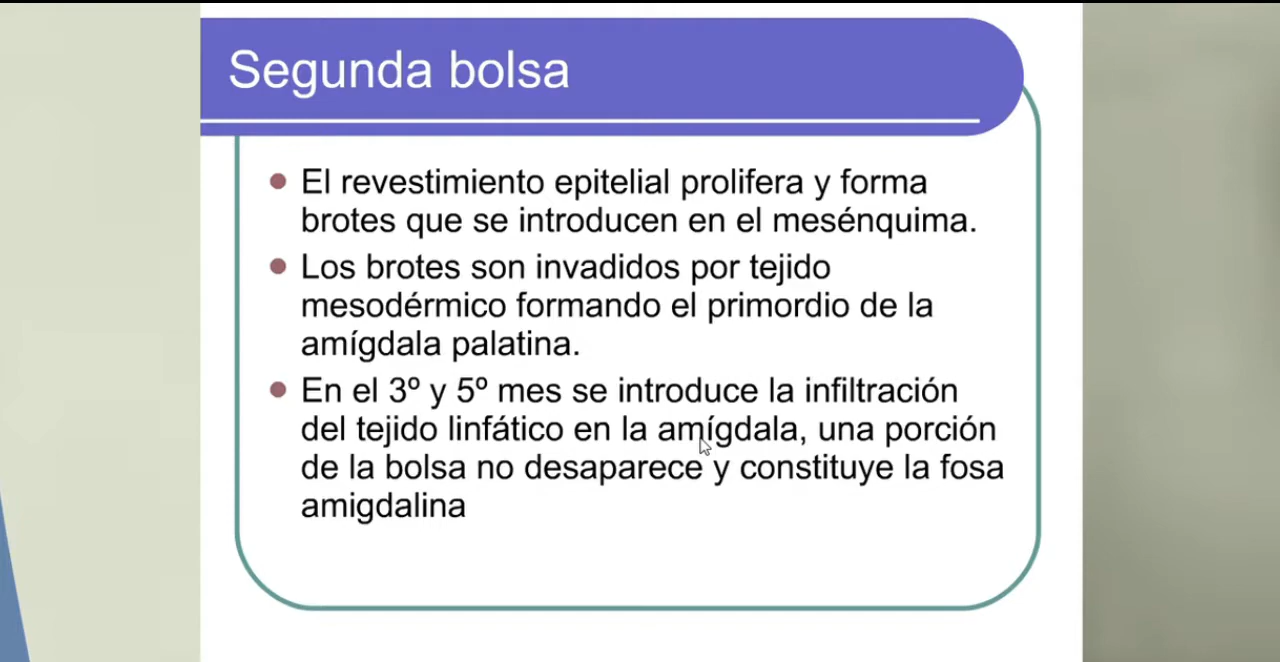 Segunda bolsa
El revestimiento epitelial prolifera y forma
brotes que se introducen en el mesénquima.
Los brotes son invadidos por tejido
mesodérmico formando el primordio de la
amígdala palatina.
En el 3º y 5º mes se introduce la infiltración
del tejido linfático en la amígdala, una porción
de la bolsa no desaparece y constituye la fosa
amigdalina